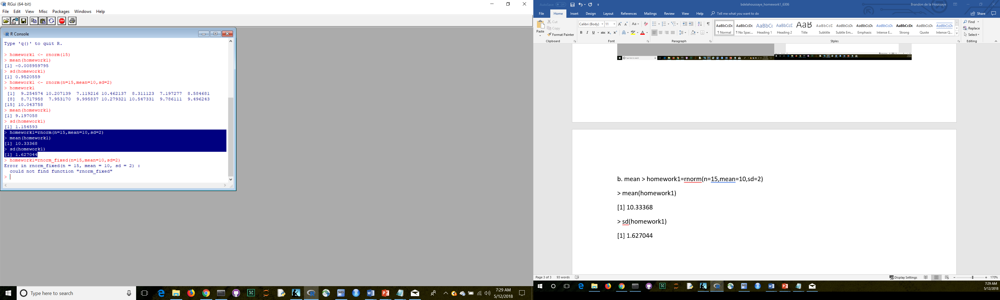 RGui (64-bit)
File Edit View Misc Packages Windows Help
STOP
R Console
Type 'q()' to quit R.
> homework1 <- rnorm(15)
> mean(homework1)
[1] -0.008959795
> sd(homework1)
[1] 0.9520559
> homework1 <- rnorm(n=15,mean=10,sd=2)
> homework1
[1] 9.254574 10.207139 7.119216 10.462137 8.311123 7.197277 8.584681
[8] 8.717958 7.953170 9.995837 10.279321 10.547331 9.786111 9.496243
[15] 10.043758
> mean(homework1)
[1] 9.197058
> sd(homework1)
[1] 1.154593
> homework1=rnorm(n=15,mean=10,sd=2)
> mean(homework1)
[1] 10.33368
> sd(homework1)
[1] 1.627044
> homework1=rnorm_fixed(n=15,mean=10,sd=2)
Error in rnorm_fixed(n = 15, mean = 10, sd = 2) :
could not find function "rnorm_fixed"
>
Type here to search
7:29 AM
5/12/2018
AutoSave Off
bdelahoussaye_homework1_6306
Brandon de la Houssaye
File Home Insert Design Layout References Mailings Review View Help Tell me what you want to do
Share
Paste
Cut
Copy
Format Painter
Clipboard
Calibri (Body) 11
Font
Paragraph
AaBbCcDc AaBbCcDc AaBbCc AaBbCcE AaB AaBbCcE AaBbCcDc AaBbCcDc AaBbCcDc AaBbCcDc AaBbCcDc AaBbCcDc
¶ Normal ¶ No Spac... Heading 1 Heading 2 Title Subtitle Subtle Em... Emphasis Intense E... Strong Quote Intense Q...
Styles
Find
Replace
Select
Editing
b. mean > homework1=rnorm(n=15,mean=10,sd=2)
> mean(homework1)
[1] 10.33368
> sd(homework1)
[1] 1.627044
Page 3 of 3 93 words
Display Settings
170%
7:29 AM
5/12/2018